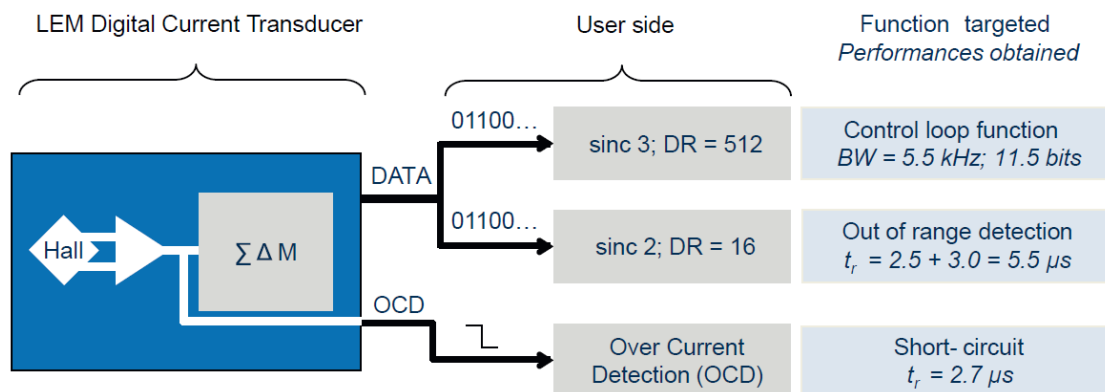 LEM Digital Current Transducer
User side
Function targeted
Performances obtained
01100…
sinc 3; DR = 512
Control loop function
BW = 5.5 kHz; 11.5 bits
DATA
01100…
Hall
∑ Δ M
sinc 2; DR = 16
Out of range detection
tr = 2.5 + 3.0 = 5.5 µs
OCD
Over Current
Detection (OCD)
Short- circuit
tr = 2.7 µs